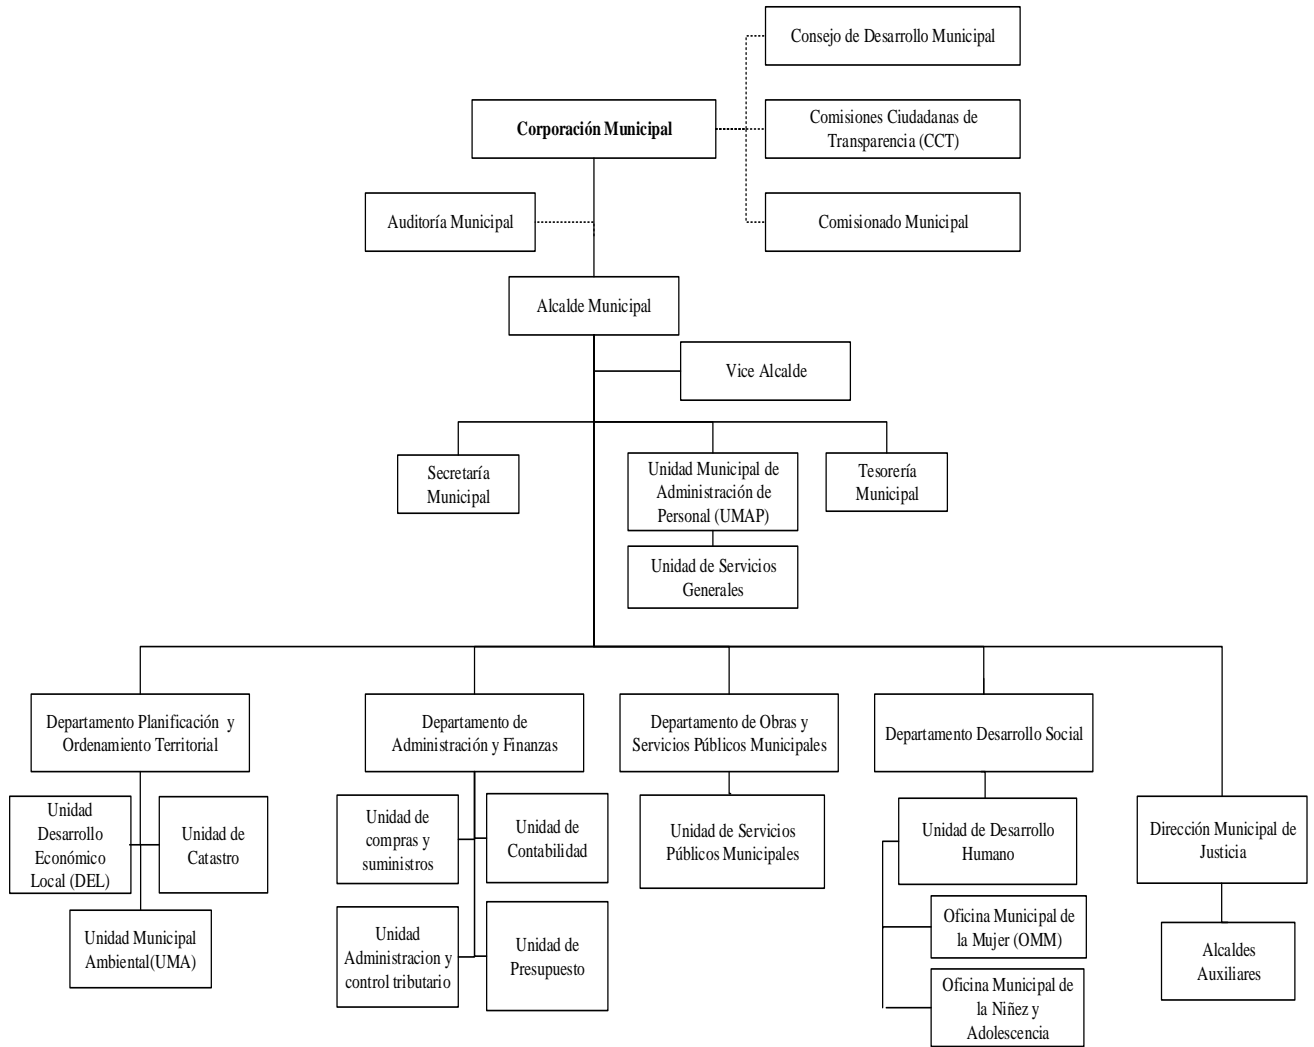 Consejo de Desarrollo Municipal
Corporación Municipal
Comisiones Ciudadanas de
Transparencia (CCT)
Auditoría Municipal
Comisionado Municipal
Alcalde Municipal
Vice Alcalde
Secretaría
Municipal
Unidad Municipal de
Administración de
Personal (UMAP)
Tesorería
Municipal
Unidad de Servicios
Generales
Departamento Planificación y
Ordenamiento Territorial
Departamento de
Administración y Finanzas
Departamento de Obras y
Servicios Públicos Municipales
Departamento Desarrollo Social
Unidad
Desarrollo
Económico
Local (DEL)
Unidad de
Catastro
Unidad de
compras y
suministros
Unidad de
Contabilidad
Unidad de Servicios
Públicos Municipales
Unidad de Desarrollo
Humano
Dirección Municipal de
Justicia
Unidad Municipal
Ambiental(UMA)
Unidad
Administracion y
control tributario
Unidad de
Presupuesto
Oficina Municipal de
la Mujer (OMM)
Alcaldes
Auxiliares
Oficina Municipal de
la Niñez y
Adolescencia